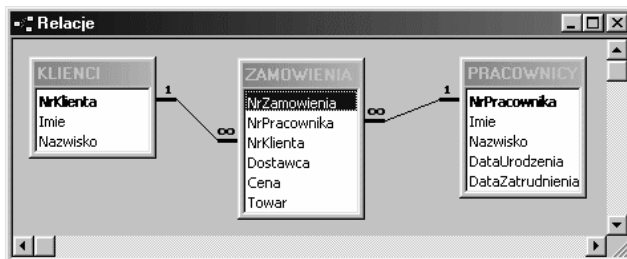 Relacje
KLIENCI
NrKlienta
Imie
Nazwisko
1
∞
ZAMOWIENIA
NrZamowienia
NrPracownika
NrKlienta
Dostawca
Cena
Towar
∞
1
PRACOWNICY
NrPracownika
Imie
Nazwisko
DataUrodzenia
DataZatrudnienia